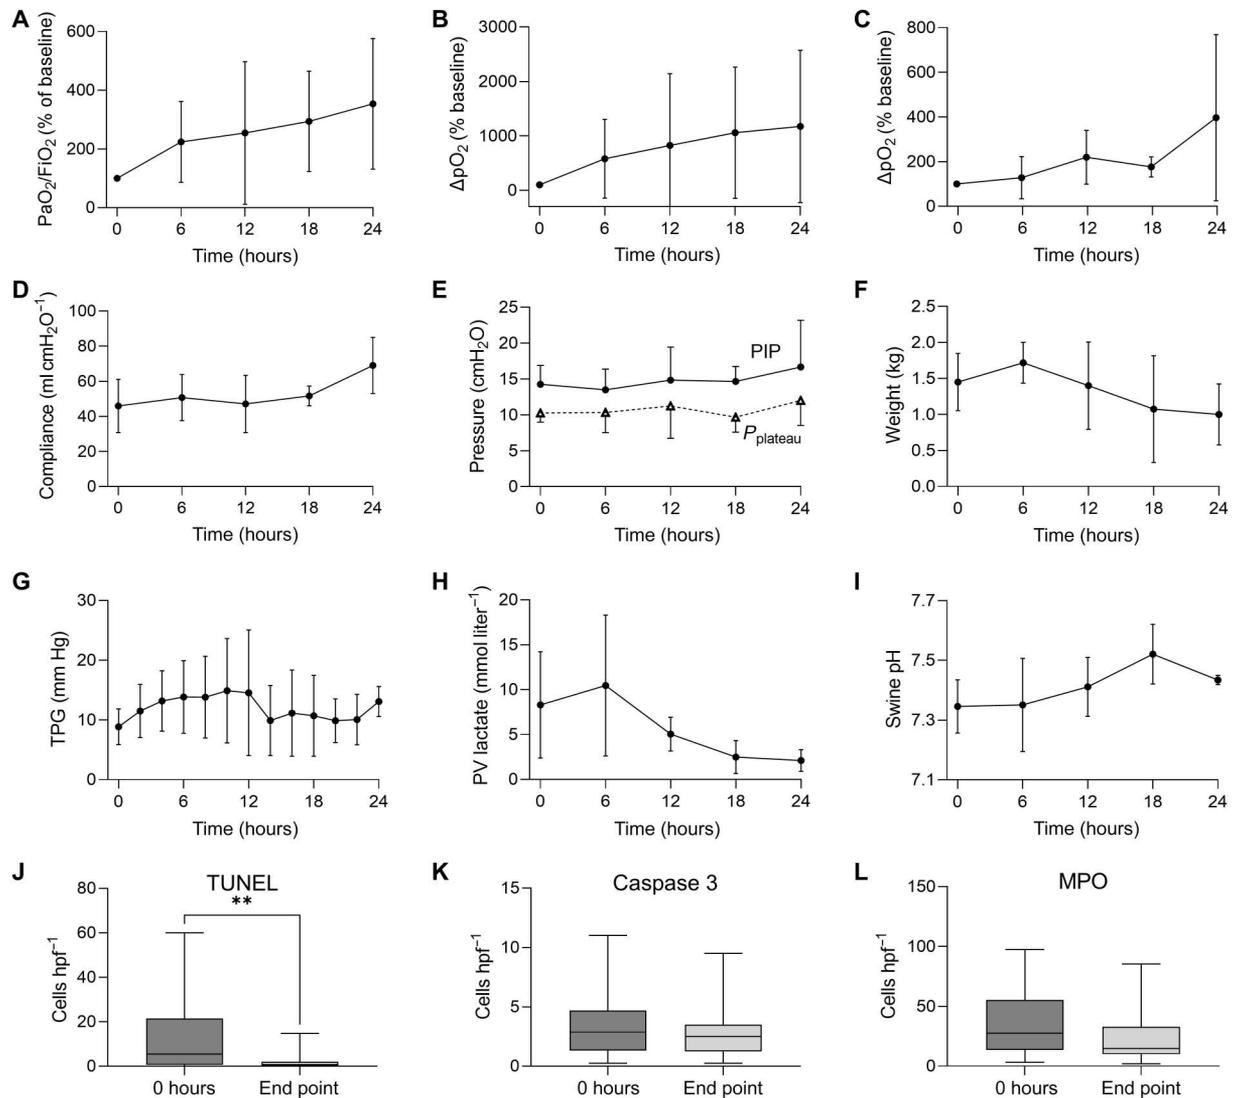 A
PaO2/FiO2 (% of baseline)
600
400
200
0
0 6 12 18 24
Time (hours)
B
ΔpO2 (% baseline)
3000
2000
1000
0
0 6 12 18 24
Time (hours)
C
ΔpO2 (% baseline)
800
600
400
200
0
0 6 12 18 24
Time (hours)
D
Compliance (ml cmH2O−1)
100
80
60
40
20
0
0 6 12 18 24
Time (hours)
E
Pressure (cmH2O)
25
20
15
10
5
0
PIP
Pplateau
0 6 12 18 24
Time (hours)
F
Weight (kg)
2.5
2.0
1.5
1.0
0.5
0.0
0 6 12 18 24
Time (hours)
G
TPG (mm Hg)
30
20
10
0
0 6 12 18 24
Time (hours)
H
PV lactate (mmol liter−1)
20
15
10
5
0
0 6 12 18 24
Time (hours)
I
Swine pH
7.7
7.5
7.3
7.1
0 6 12 18 24
Time (hours)
J
TUNEL
**
Cells hpf−1
80
60
40
20
0
0 hours End point
K
Caspase 3
Cells hpf−1
15
10
5
0
0 hours End point
L
MPO
Cells hpf−1
150
100
50
0
0 hours End point